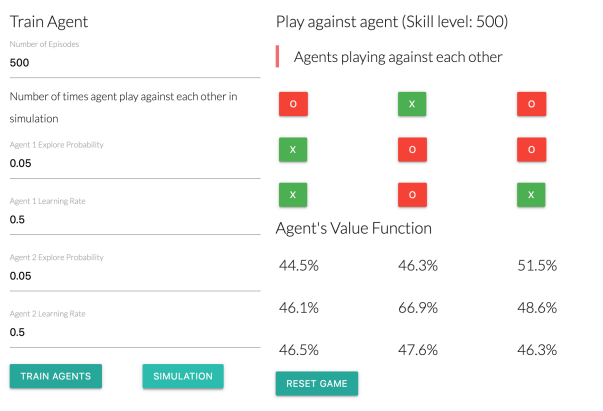 Train Agent
Number of Episodes
500
Number of times agent play against each other in
simulation
Agent 1 Explore Probability
0.05
Agent 1 Learning Rate
0.5
Agent 2 Explore Probability
0.05
Agent 2 Learning Rate
0.5
TRAIN AGENTS SIMULATION
Play against agent (Skill level: 500)
Agents playing against each other
O X O
X O O
X O X
Agent's Value Function
44.5% 46.3% 51.5%
46.1% 66.9% 48.6%
46.5% 47.6% 46.3%
RESET GAME